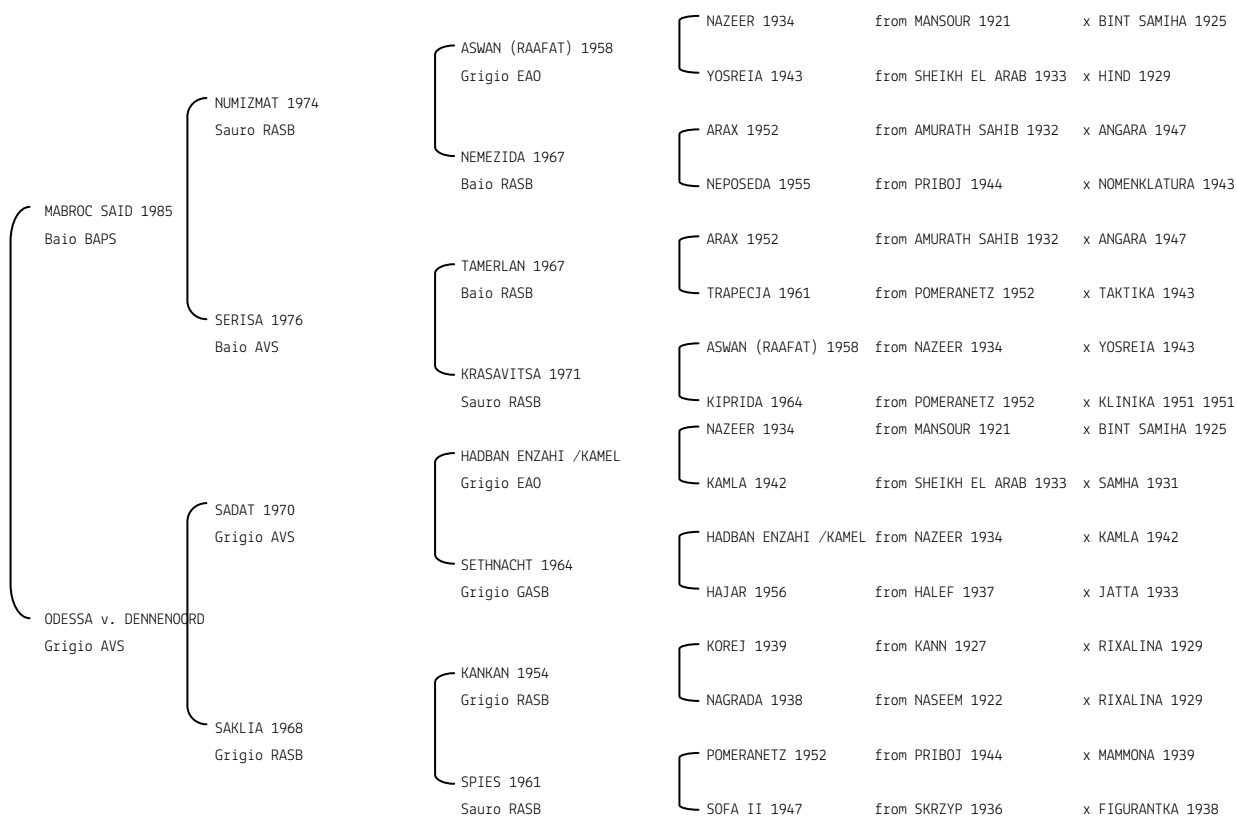 NAZEER 1934 from MANSOUR 1921 x BINT SAMIHA 1925
ASWAN (RAAFAT) 1958
Grigio EAO YOSREIA 1943 from SHEIKH EL ARAB 1933 x HIND 1929
NUMIZMAT 1974
Sauro RASB ARAX 1952 from AMURATH SAHIB 1932 x ANGARA 1947
NEMEZIDA 1967
Baio RASB NEPOSEDA 1955 from PRIBOJ 1944 x NOMENKLATURA 1943
MABROC SAID 1985
Baio BAPS ARAX 1952 from AMURATH SAHIB 1932 x ANGARA 1947
TAMERLAN 1967
Baio RASB TRAPECJA 1961 from POMERANETZ 1952 x TAKTIKA 1943
SERISA 1976
Baio AVS ASWAN (RAAFAT) 1958 from NAZEER 1934 x YOSREIA 1943
KRASAVITSA 1971
Sauro RASB KIPRIDA 1964 from POMERANETZ 1952 x KLINIKA 1951 1951
NAZEER 1934 from MANSOUR 1921 x BINT SAMIHA 1925
HADBAN ENZAHI /KAMEL
Grigio EAO KAMLA 1942 from SHEIKH EL ARAB 1933 x SAMHA 1931
SADAT 1970
Grigio AVS HADBAN ENZAHI /KAMEL from NAZEER 1934 x KAMLA 1942
SETHNACHT 1964
Grigio GASB HAJAR 1956 from HALEF 1937 x JATTA 1933
ODESSA v. DENNENOORD
Grigio AVS KOREJ 1939 from KANN 1927 x RIXALINA 1929
KANKAN 1954
Grigio RASB NAGRADA 1938 from NASEEM 1922 x RIXALINA 1929
SAKLIA 1968
Grigio RASB POMERANETZ 1952 from PRIBOJ 1944 x MAMMONA 1939
SPIES 1961
Sauro RASB SOFA II 1947 from SKRZYP 1936 x FIGURANTKA 1938